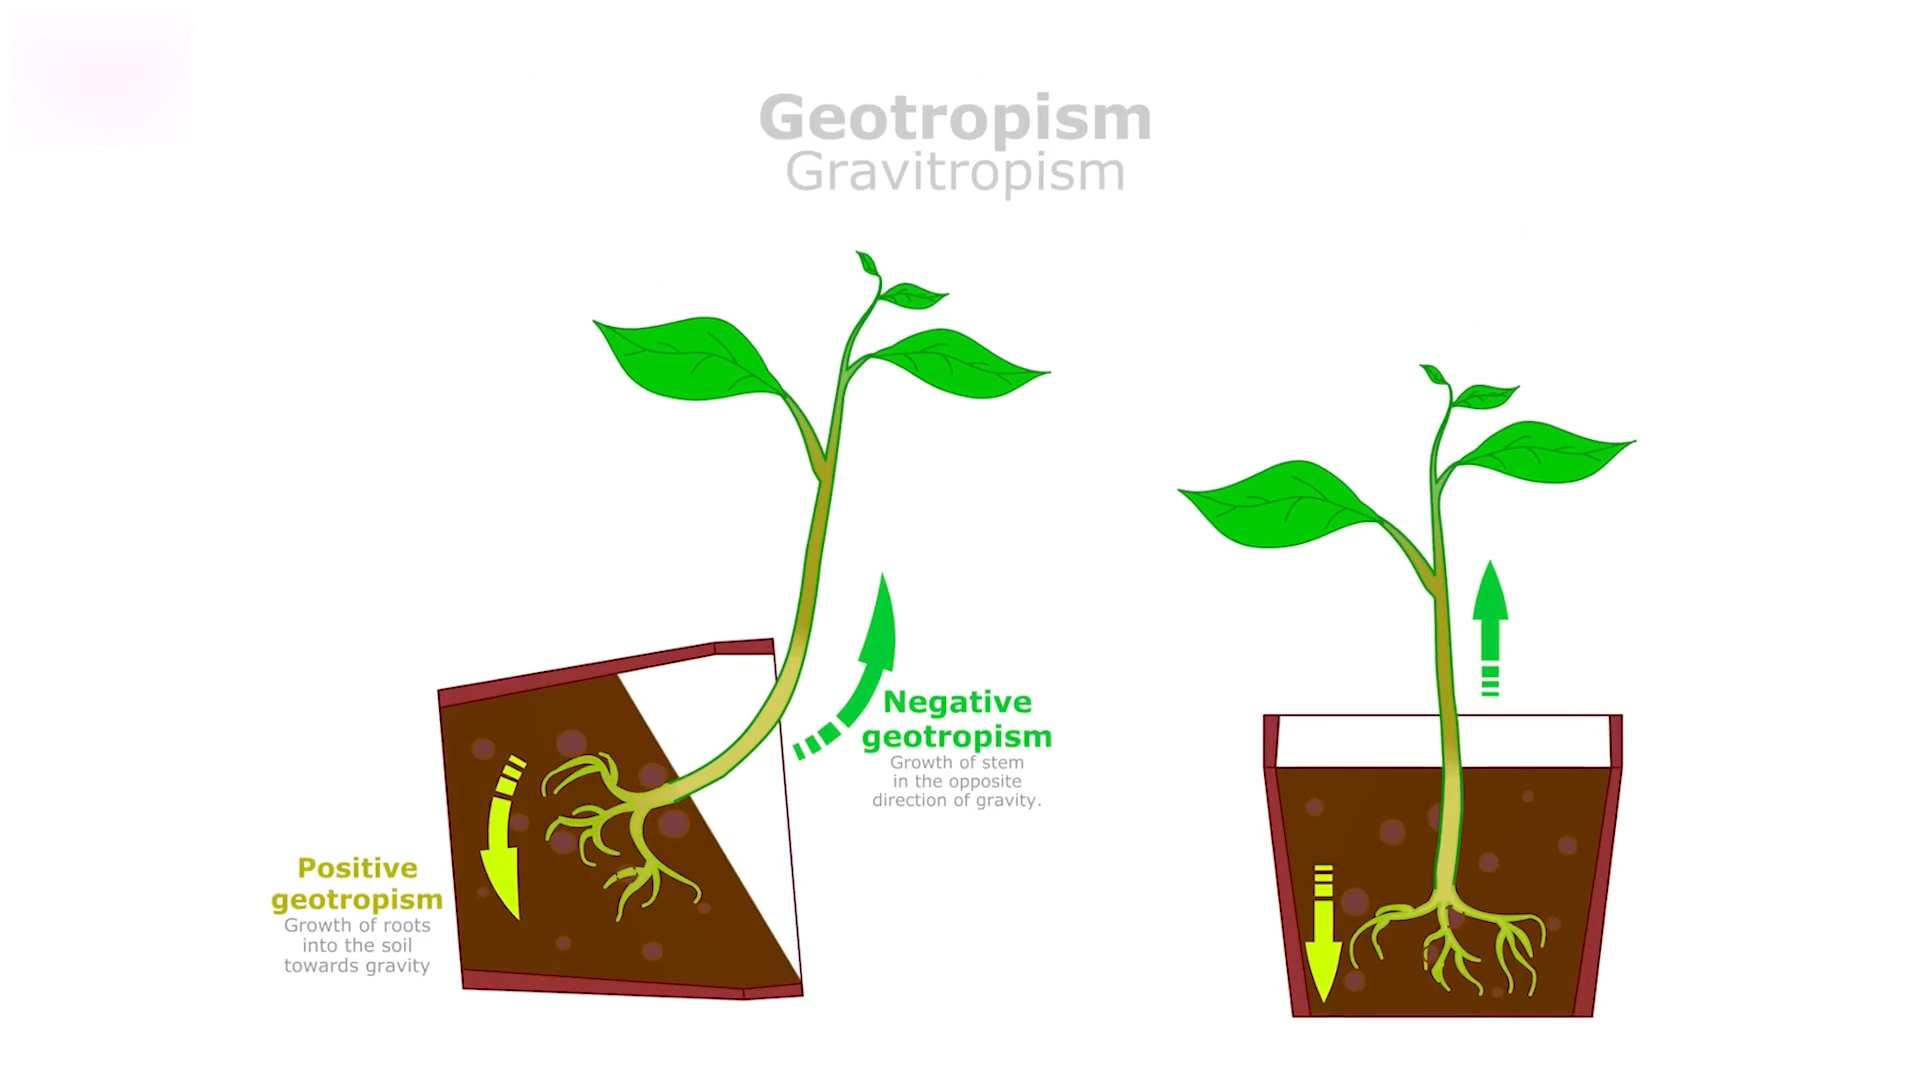 Geotropism
Gravitropism
Negative
geotropism
Growth of stem
in the opposite
direction of gravity.
Positive
geotropism
Growth of roots
into the soil
towards gravity